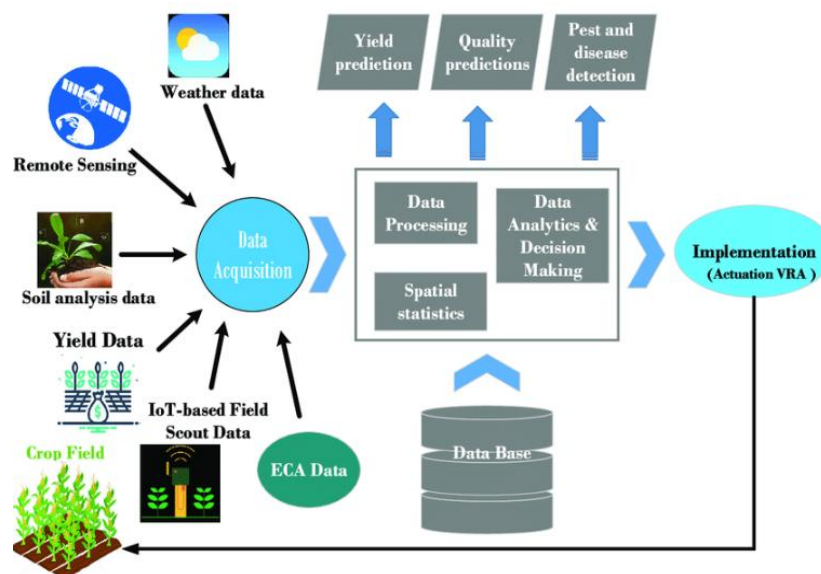 Weather data
Remote Sensing
Soil analysis data
Yield Data
IoT-based Field
Scout Data
ECA Data
Crop Field
Data
Acquisition
Yield
prediction
Quality
predictions
Pest and
disease
detection
Data
Processing
Data
Analytics &
Decision
Making
Spatial
statistics
Data Base
Implementation
(Actuation VRA )